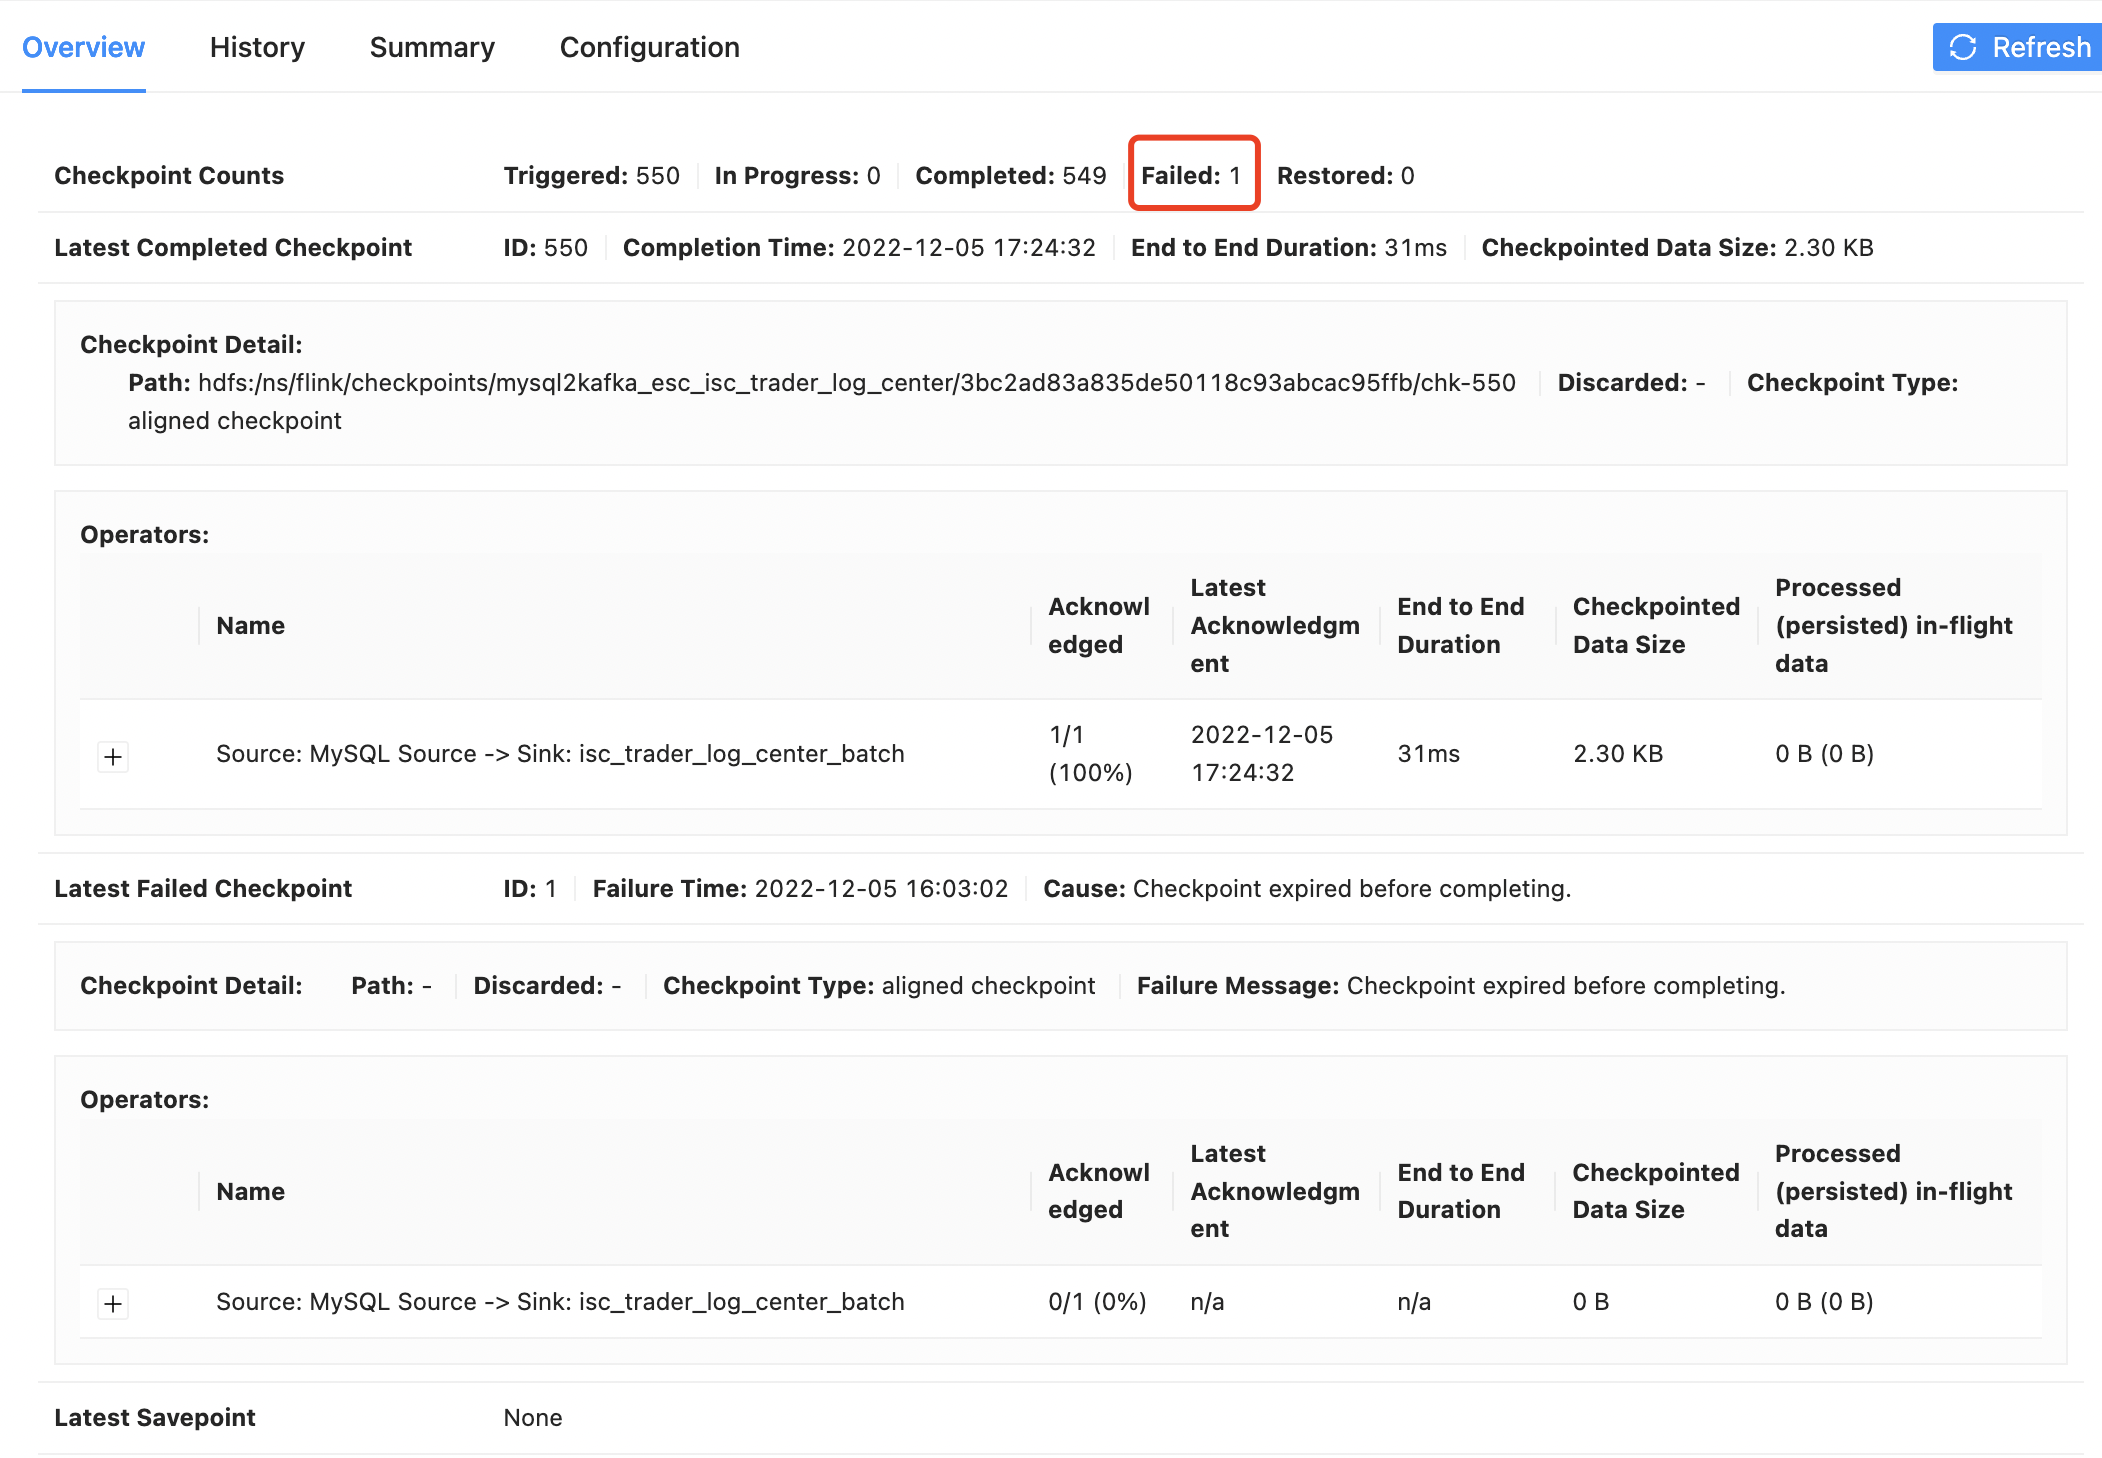 Overview History Summary Configuration Refresh
Checkpoint Counts Triggered: 550 In Progress: 0 Completed: 549 Failed: 1 Restored: 0
Latest Completed Checkpoint ID: 550 Completion Time: 2022-12-05 17:24:32 End to End Duration: 31ms Checkpointed Data Size: 2.30 KB
Checkpoint Detail:
Path: hdfs:/ns/flink/checkpoints/mysql2kafka_esc_isc_trader_log_center/3bc2ad83a835de50118c93abcac95ffb/chk-550 Discarded: - Checkpoint Type:
aligned checkpoint
Operators:
Name
Acknowl
edged
Latest
Acknowledgm
ent
End to End
Duration
Checkpointed
Data Size
Processed
(persisted) in-flight
data
Source: MySQL Source -> Sink: isc_trader_log_center_batch
1/1
(100%)
2022-12-05
17:24:32
31ms
2.30 KB
0 B (0 B)
Latest Failed Checkpoint ID: 1 Failure Time: 2022-12-05 16:03:02 Cause: Checkpoint expired before completing.
Checkpoint Detail: Path: - Discarded: - Checkpoint Type: aligned checkpoint Failure Message: Checkpoint expired before completing.
Operators:
Name
Acknowl
edged
Latest
Acknowledgm
ent
End to End
Duration
Checkpointed
Data Size
Processed
(persisted) in-flight
data
Source: MySQL Source -> Sink: isc_trader_log_center_batch 0/1 (0%) n/a n/a 0 B 0 B (0 B)
Latest Savepoint None